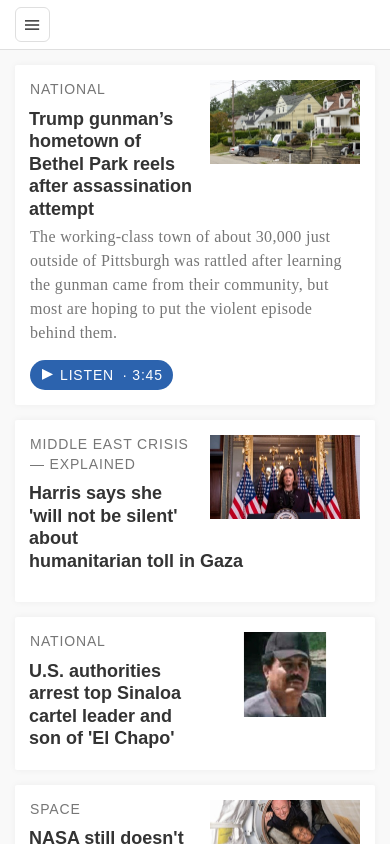 NATIONAL
Trump gunman’s
hometown of
Bethel Park reels
after assassination
attempt
The working-class town of about 30,000 just
outside of Pittsburgh was rattled after learning
the gunman came from their community, but
most are hoping to put the violent episode
behind them.
LISTEN · 3:45
MIDDLE EAST CRISIS
— EXPLAINED
Harris says she
'will not be silent'
about
humanitarian toll in Gaza
NATIONAL
U.S. authorities
arrest top Sinaloa
cartel leader and
son of 'El Chapo'
SPACE
NASA still doesn't